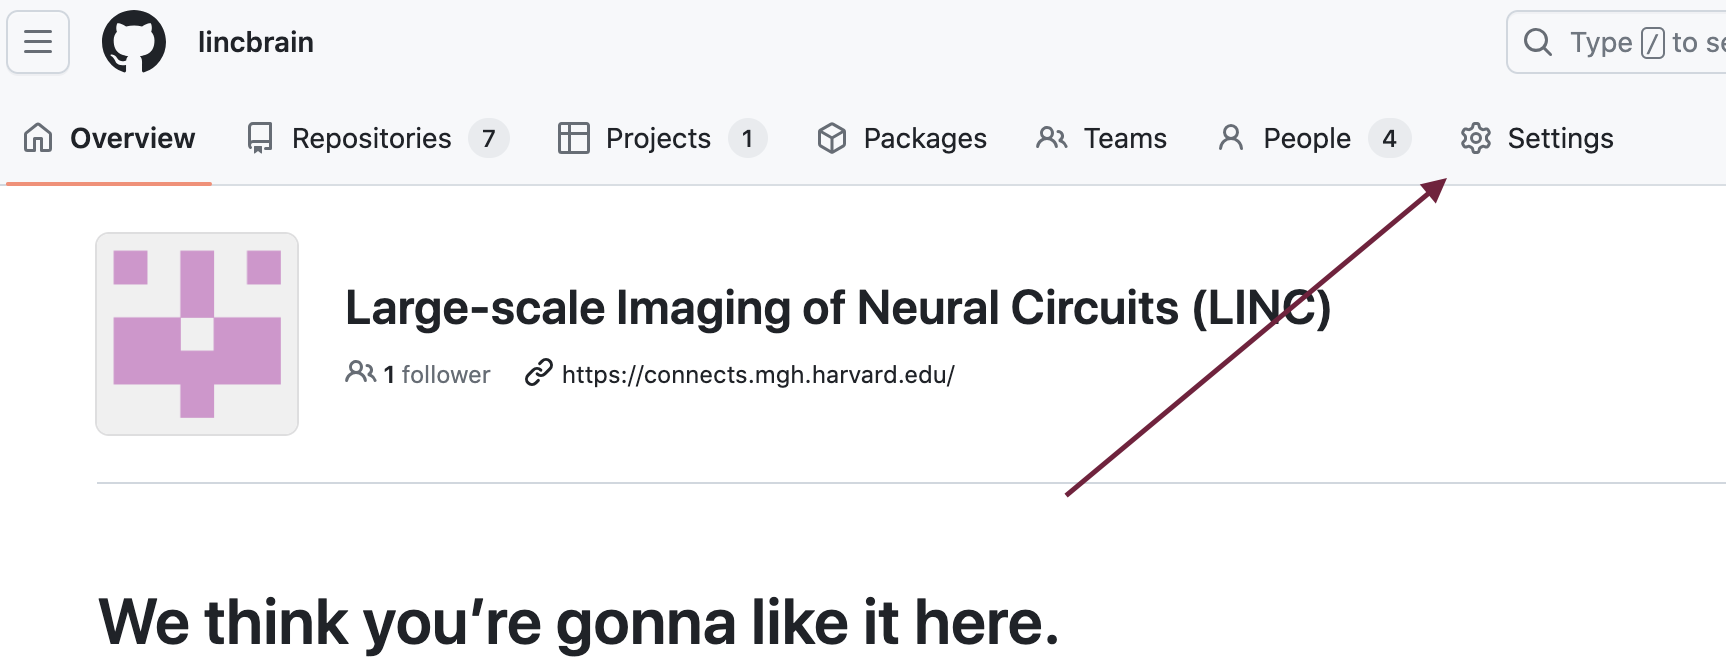 lincbrain
Type / to se
Overview Repositories 7 Projects 1 Packages Teams People 4 Settings
Large-scale Imaging of Neural Circuits (LINC)
1 follower https://connects.mgh.harvard.edu/
We think you’re gonna like it here.